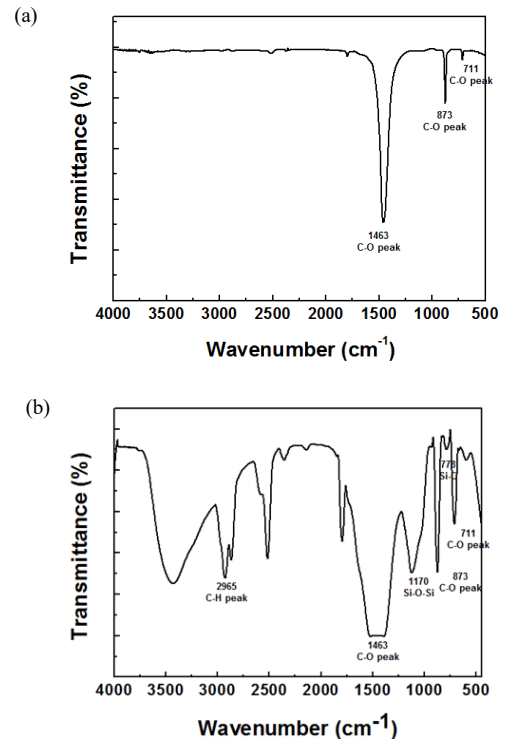 (a)
Transmittance (%)
711
C-O peak
873
C-O peak
1463
C-O peak
4000 3500 3000 2500 2000 1500 1000 500
Wavenumber (cm-1)
(b)
Transmittance (%)
778
2965
C-H peak
711
C-O peak
1170
Si-O-Si
873
C-O peak
1463
C-O peak
4000 3500 3000 2500 2000 1500 1000 500
Wavenumber (cm-1)